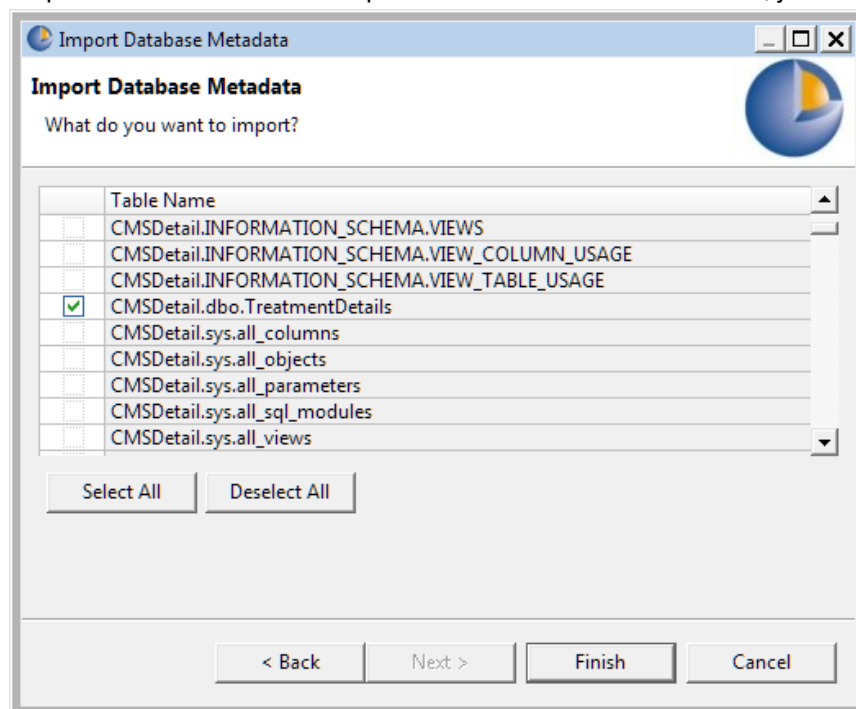 Import Database Metadata
Import Database Metadata
What do you want to import?
Table Name
CMSDetail.INFORMATION_SCHEMA.VIEWS
CMSDetail.INFORMATION_SCHEMA.VIEW_COLUMN_USAGE
CMSDetail.INFORMATION_SCHEMA.VIEW_TABLE_USAGE
CMSDetail.dbo.TreatmentDetails
CMSDetail.sys.all_columns
CMSDetail.sys.all_objects
CMSDetail.sys.all_parameters
CMSDetail.sys.all_sql_modules
CMSDetail.sys.all_views
Select All Deselect All
< Back Next > Finish Cancel